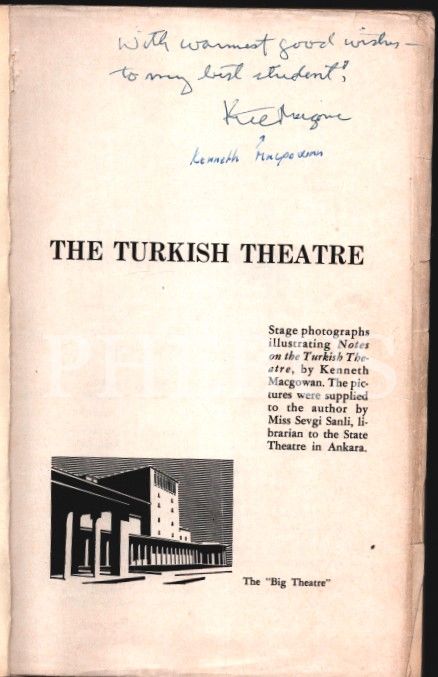 With warmest good wishes –
to my best student!
Kenneth Macgowan
THE TURKISH THEATRE
Stage photographs
illustrating Notes
on the Turkish The-
atre, by Kenneth
Macgowan. The pic-
tures were supplied
to the author by
Miss Sevgi Sanli, li-
brarian to the State
Theatre in Ankara.
The "Big Theatre"